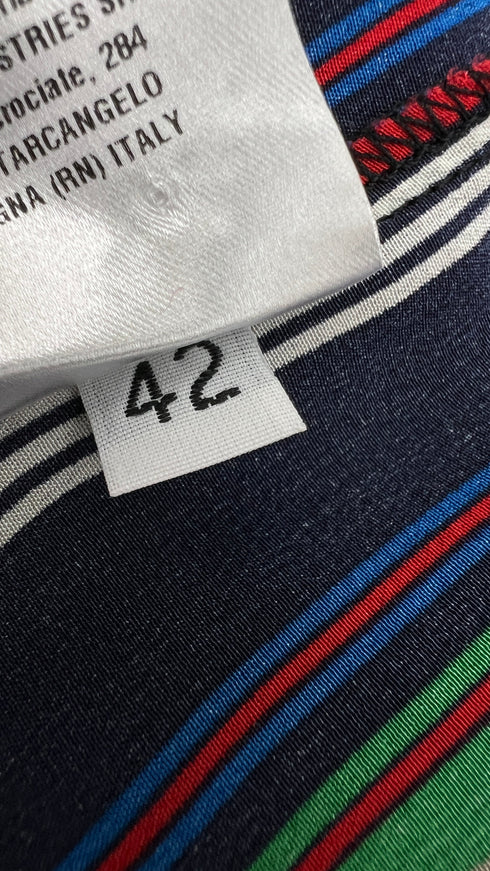 STRIES S
rociate, 284
TARCANGELO
GNA (RN) ITALY
42